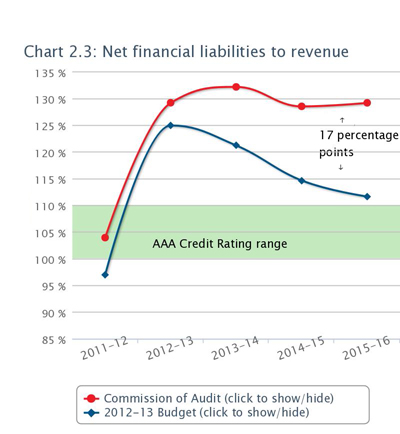 Chart 2.3: Net financial liabilities to revenue
135 %
130 %
125 %
120 %
115 %
110 %
105 %
100 %
95 %
90 %
85 %
↑
17 percentage
points
↓
AAA Credit Rating range
2011-12 2012-13 2013-14 2014-15 2015-16
Commission of Audit (click to show/hide)
2012-13 Budget (click to show/hide)